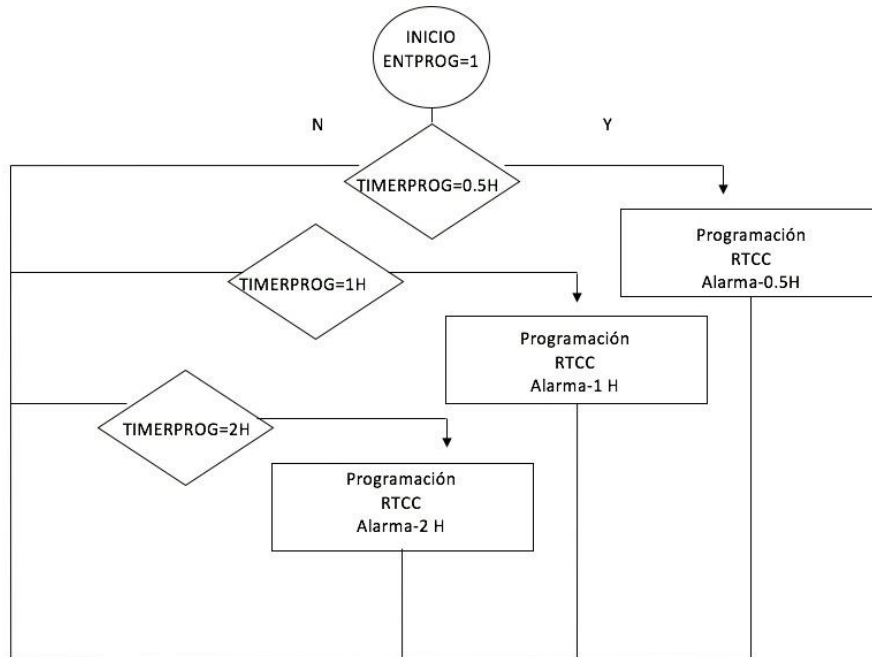 INICIO
ENTPROG=1
N
Y
TIMERPROG=0.5H
Programación
RTCC
Alarma-0.5H
TIMERPROG=1H
Programación
RTCC
Alarma-1 H
TIMERPROG=2H
Programación
RTCC
Alarma-2 H